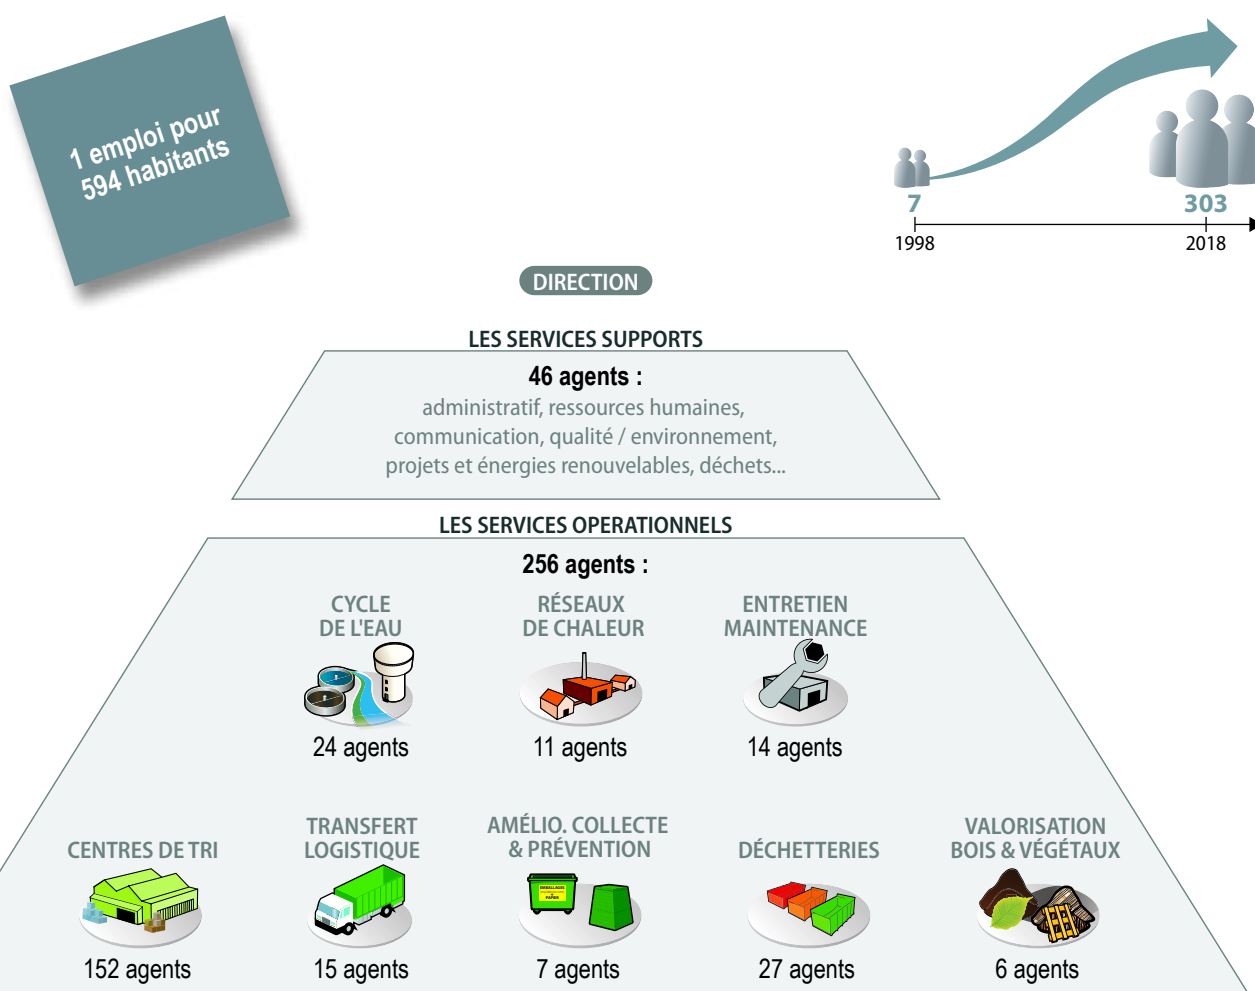 1 emploi pour
594 habitants
7
303
1998
2018
DIRECTION
LES SERVICES SUPPORTS
46 agents :
administratif, ressources humaines,
communication, qualité / environnement,
projets et énergies renouvelables, déchets...
LES SERVICES OPERATIONNELS
256 agents :
CYCLE
DE L'EAU
24 agents
RÉSEAUX
DE CHALEUR
11 agents
ENTRETIEN
MAINTENANCE
14 agents
CENTRES DE TRI
152 agents
TRANSFERT
LOGISTIQUE
15 agents
AMÉLIO. COLLECTE
& PRÉVENTION
EMBALLAGES
PAPIER
7 agents
DÉCHETTERIES
27 agents
VALORISATION
BOIS & VÉGÉTAUX
6 agents